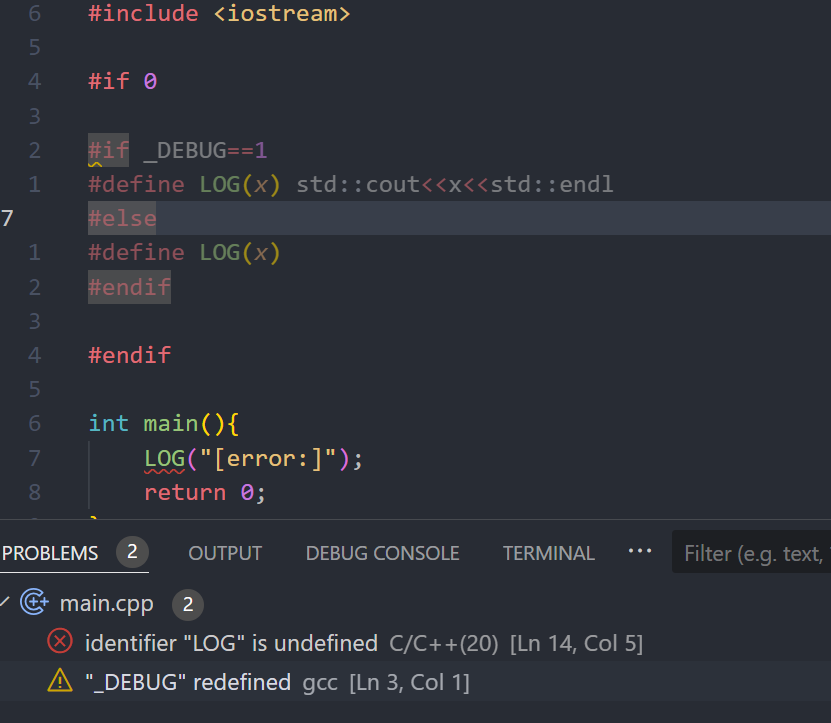 6 #include <iostream>
5
4 #if 0
3
2 #if _DEBUG==1
1 #define LOG(x) std::cout<<x<<std::endl
7 #else
1 #define LOG(x)
2 #endif
3
4 #endif
5
6 int main(){
7 LOG("[error:]");
8 return 0;
PROBLEMS 2 OUTPUT DEBUG CONSOLE TERMINAL ··· Filter (e.g. text,
main.cpp 2
identifier "LOG" is undefined C/C++(20) [Ln 14, Col 5]
"_DEBUG" redefined gcc [Ln 3, Col 1]